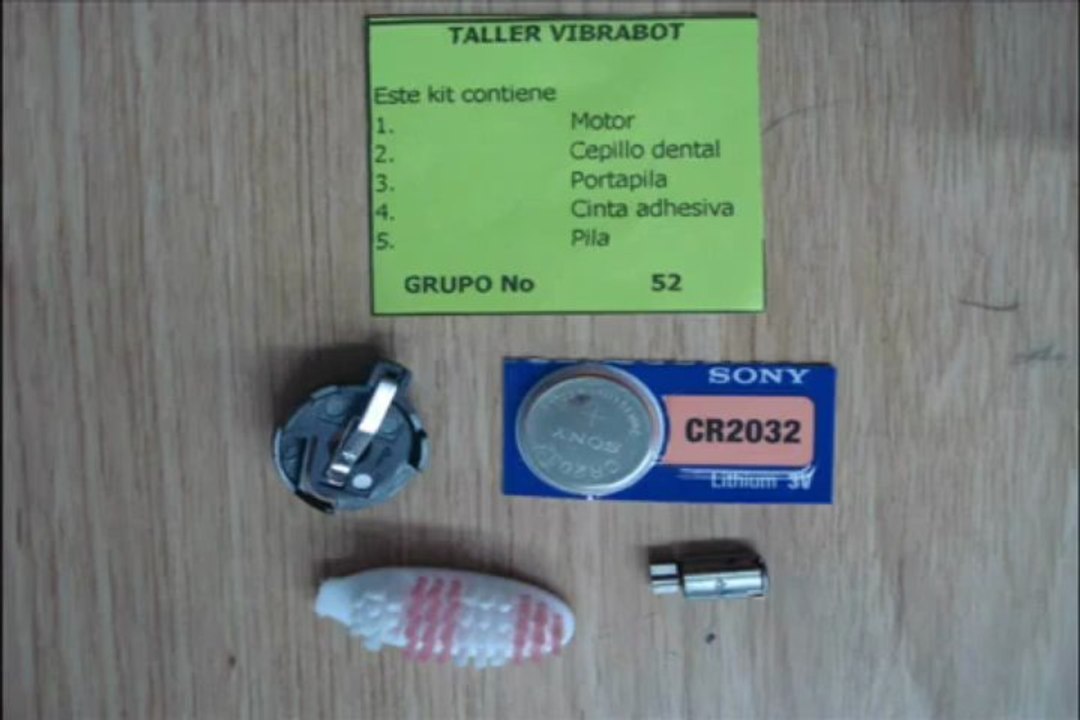 TALLER VIBRABOT
Este kit contiene
1. Motor
2. Cepillo dental
3. Portapila
4. Cinta adhesiva
5. Pila
GRUPO No 52
SONY
CR2032
Lithium 3V
+
SONY